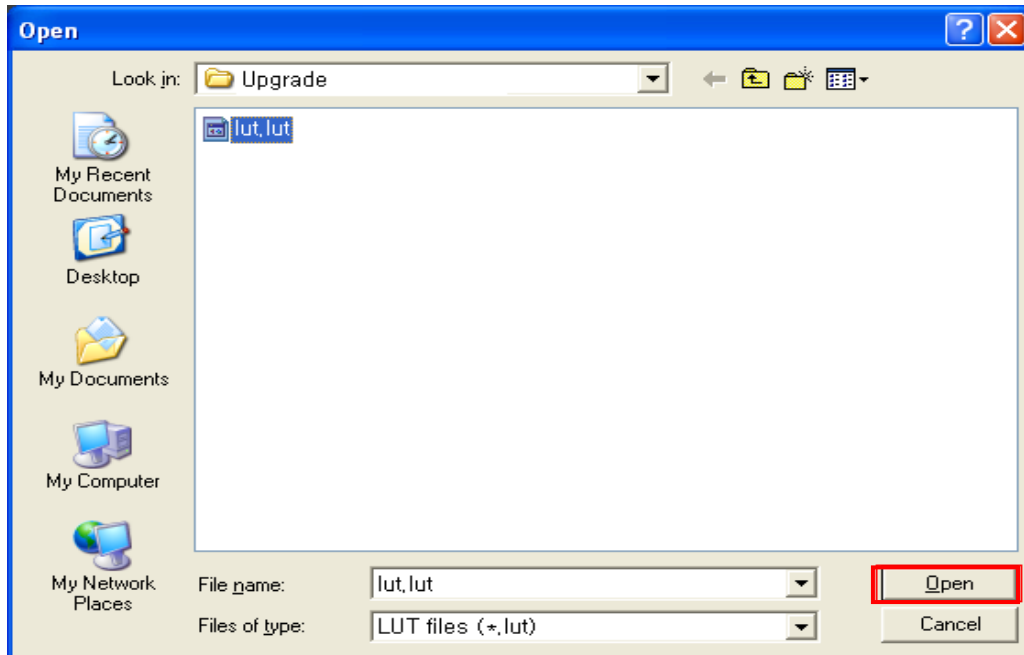 Open
Look in: Upgrade
lut.lut
My Recent
Documents
Desktop
My Documents
My Computer
My Network
Places
File name: lut.lut
Open
Files of type: LUT files (*.lut)
Cancel